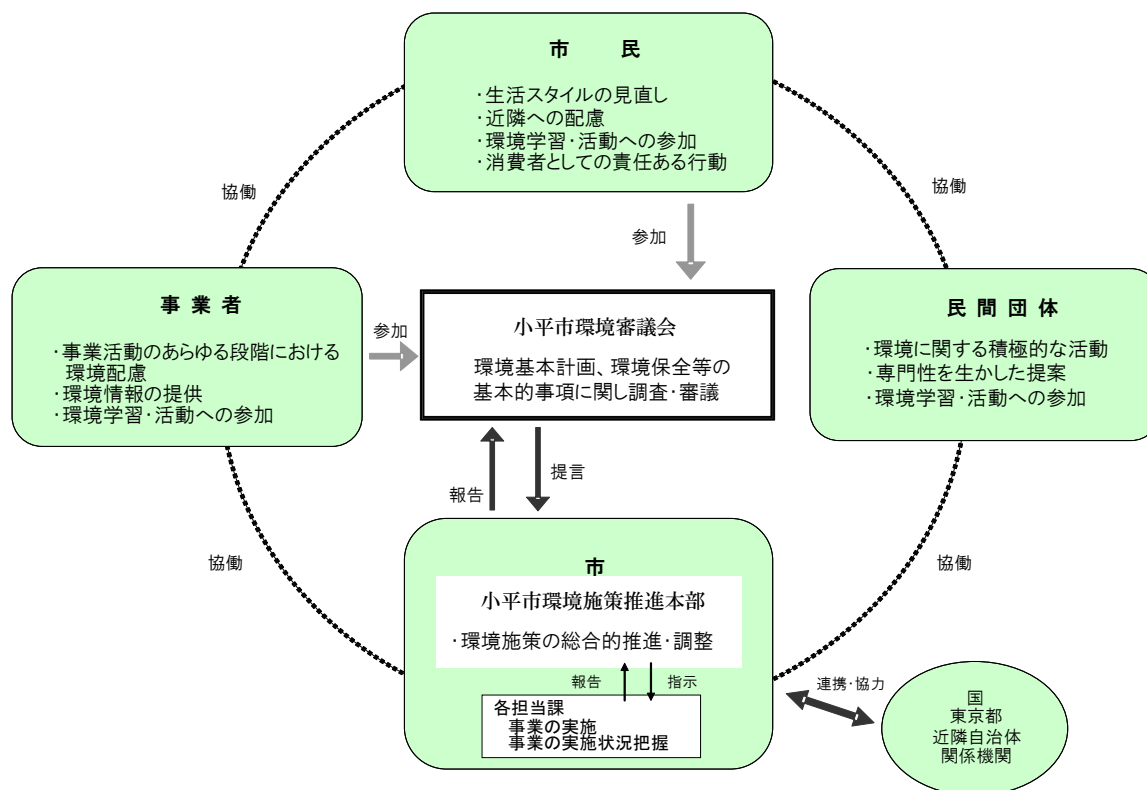 市　　民
・生活スタイルの見直し
・近隣への配慮
・環境学習・活動への参加
・消費者としての責任ある行動
協働
協働
参加
事 業 者
・事業活動のあらゆる段階における
環境配慮
・環境情報の提供
・環境学習・活動への参加
参加
小平市環境審議会
環境基本計画、環境保全等の
基本的事項に関し調査・審議
民 間 団 体
・環境に関する積極的な活動
・専門性を生かした提案
・環境学習・活動への参加
報告
提言
協働
協働
市
小平市環境施策推進本部
・環境施策の総合的推進・調整
報告
指示
各担当課
事業の実施
事業の実施状況把握
連携・協力
国
東京都
近隣自治体
関係機関